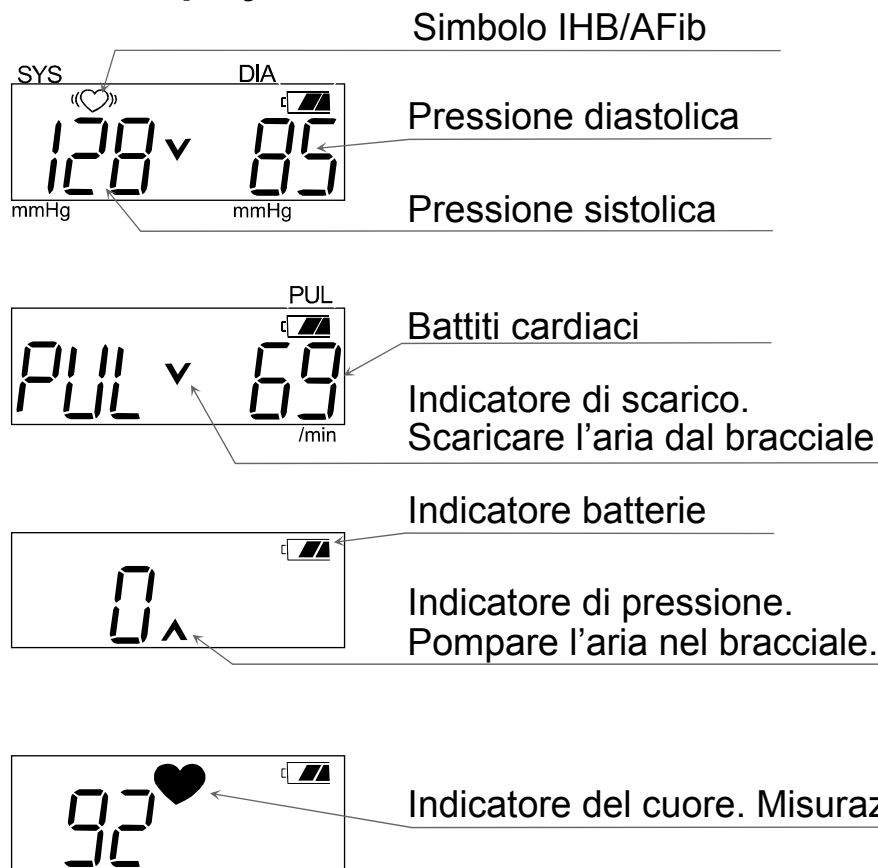 Simbolo IHB/AFib
SYS DIA
128 85
mmHg mmHg
Pressione diastolica
Pressione sistolica
PUL
PUL 69
/min
Battiti cardiaci
Indicatore di scarico.
Scaricare l’aria dal bracciale
Indicatore batterie
0
Indicatore di pressione.
Pompare l’aria nel bracciale.
92
Indicatore del cuore.